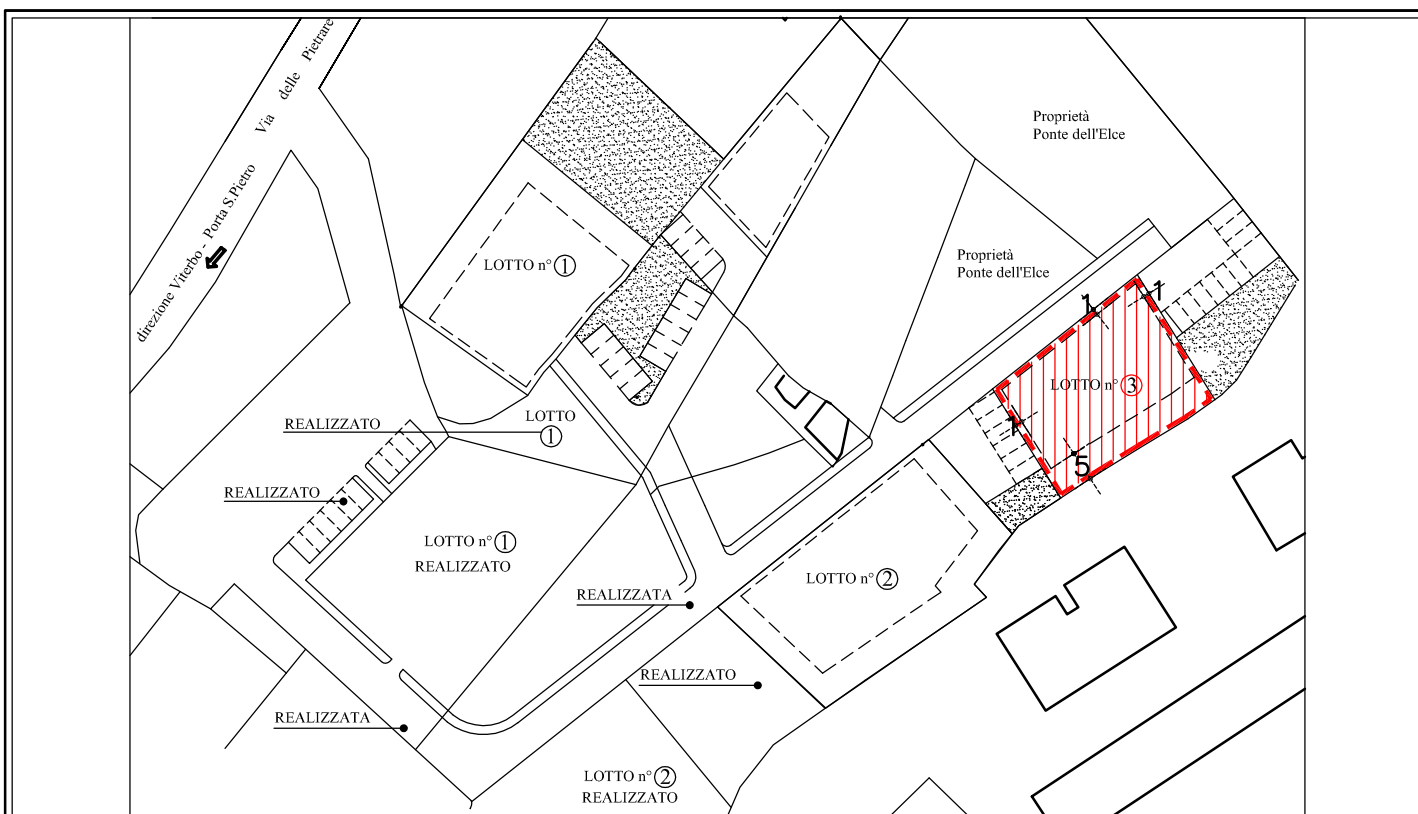 Via delle Pietrare
direzione Viterbo - Porta S.Pietro
Proprietà
Ponte dell'Elce
Proprietà
Ponte dell'Elce
LOTTO n° 1
1
1
LOTTO n° 3
1
5
LOTTO
1
REALIZZATO
REALIZZATO
LOTTO n° 1
REALIZZATO
LOTTO n° 2
REALIZZATA
REALIZZATO
REALIZZATA
LOTTO n° 2
REALIZZATO